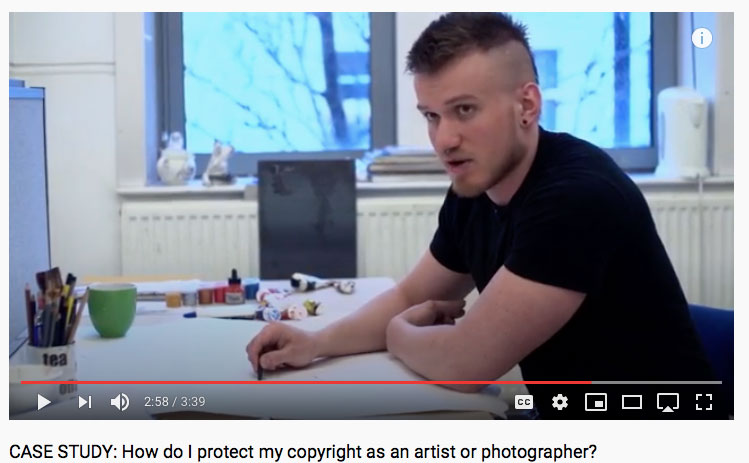 tea
2:58 / 3:39
CC
CASE STUDY: How do I protect my copyright as an artist or photographer?